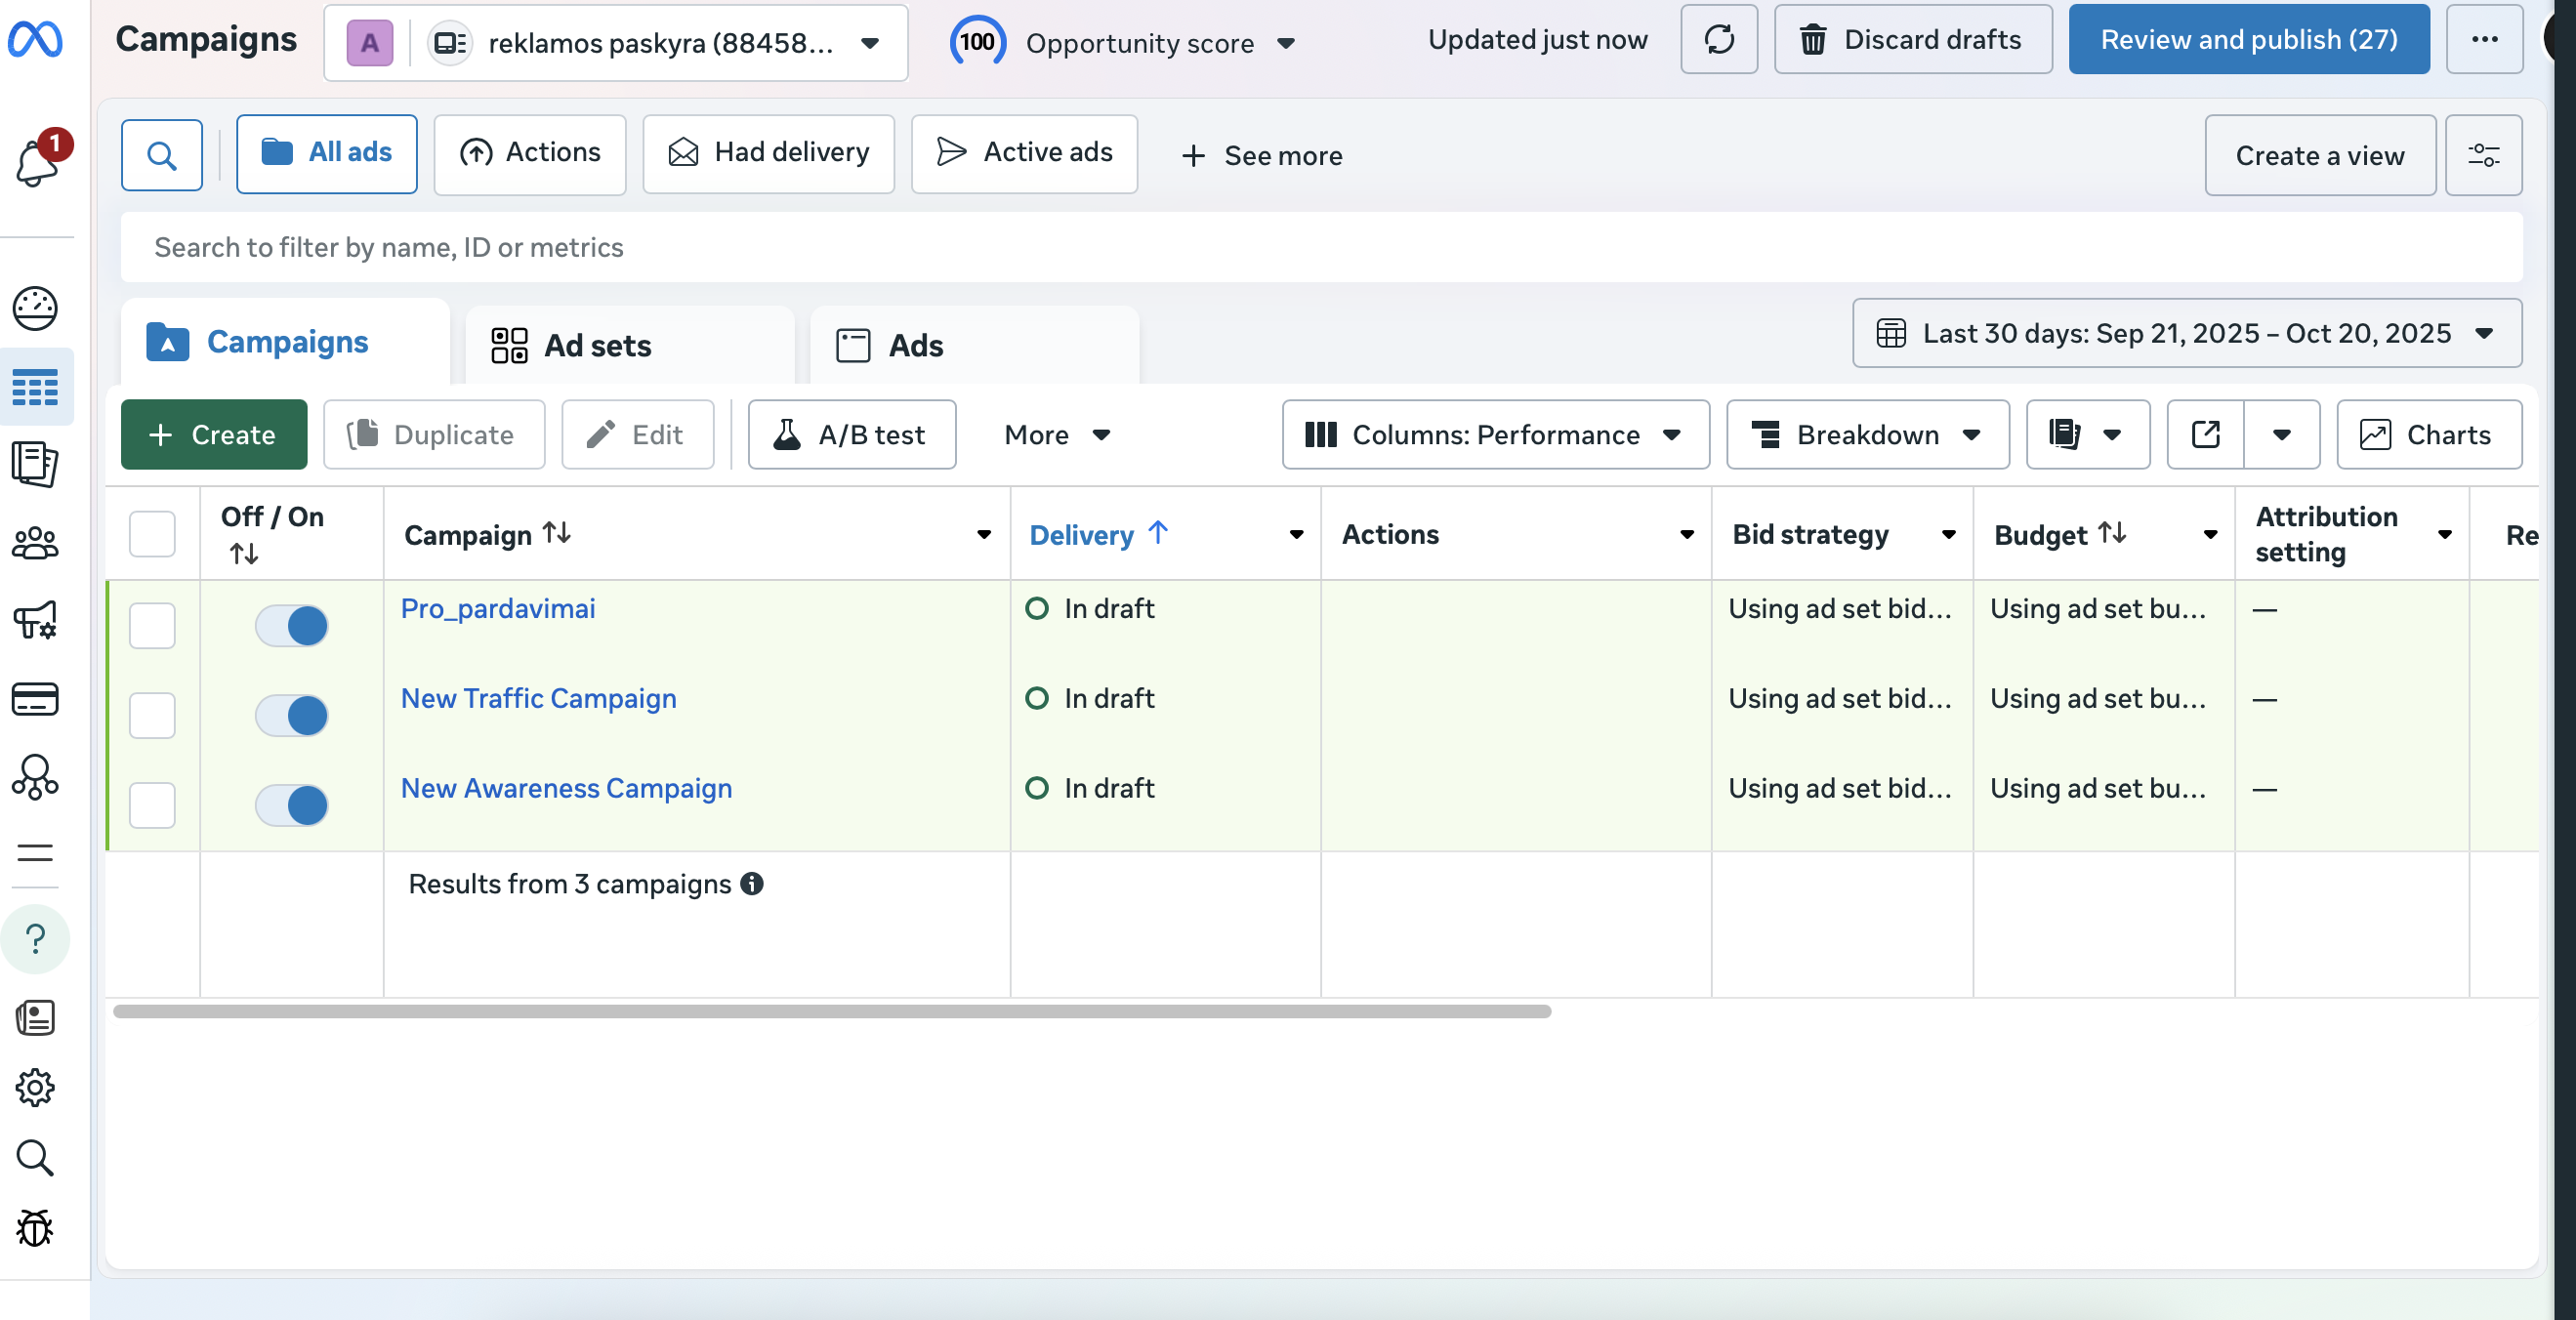 Campaigns
A
reklamos paskyra (88458...
100
Opportunity score
Updated just now
Discard drafts
Review and publish (27)
1
All ads
Actions
Had delivery
Active ads
+ See more
Create a view
Search to filter by name, ID or metrics
Campaigns
Ad sets
Ads
Last 30 days: Sep 21, 2025 – Oct 20, 2025
+ Create
Duplicate
Edit
A/B test
More
Columns: Performance
Breakdown
Charts
Off / On
Campaign
Delivery
Actions
Bid strategy
Budget
Attribution
setting
Re
Pro_pardavimai
In draft
Using ad set bid...
Using ad set bu...
—
New Traffic Campaign
In draft
Using ad set bid...
Using ad set bu...
—
New Awareness Campaign
In draft
Using ad set bid...
Using ad set bu...
—
Results from 3 campaigns
?